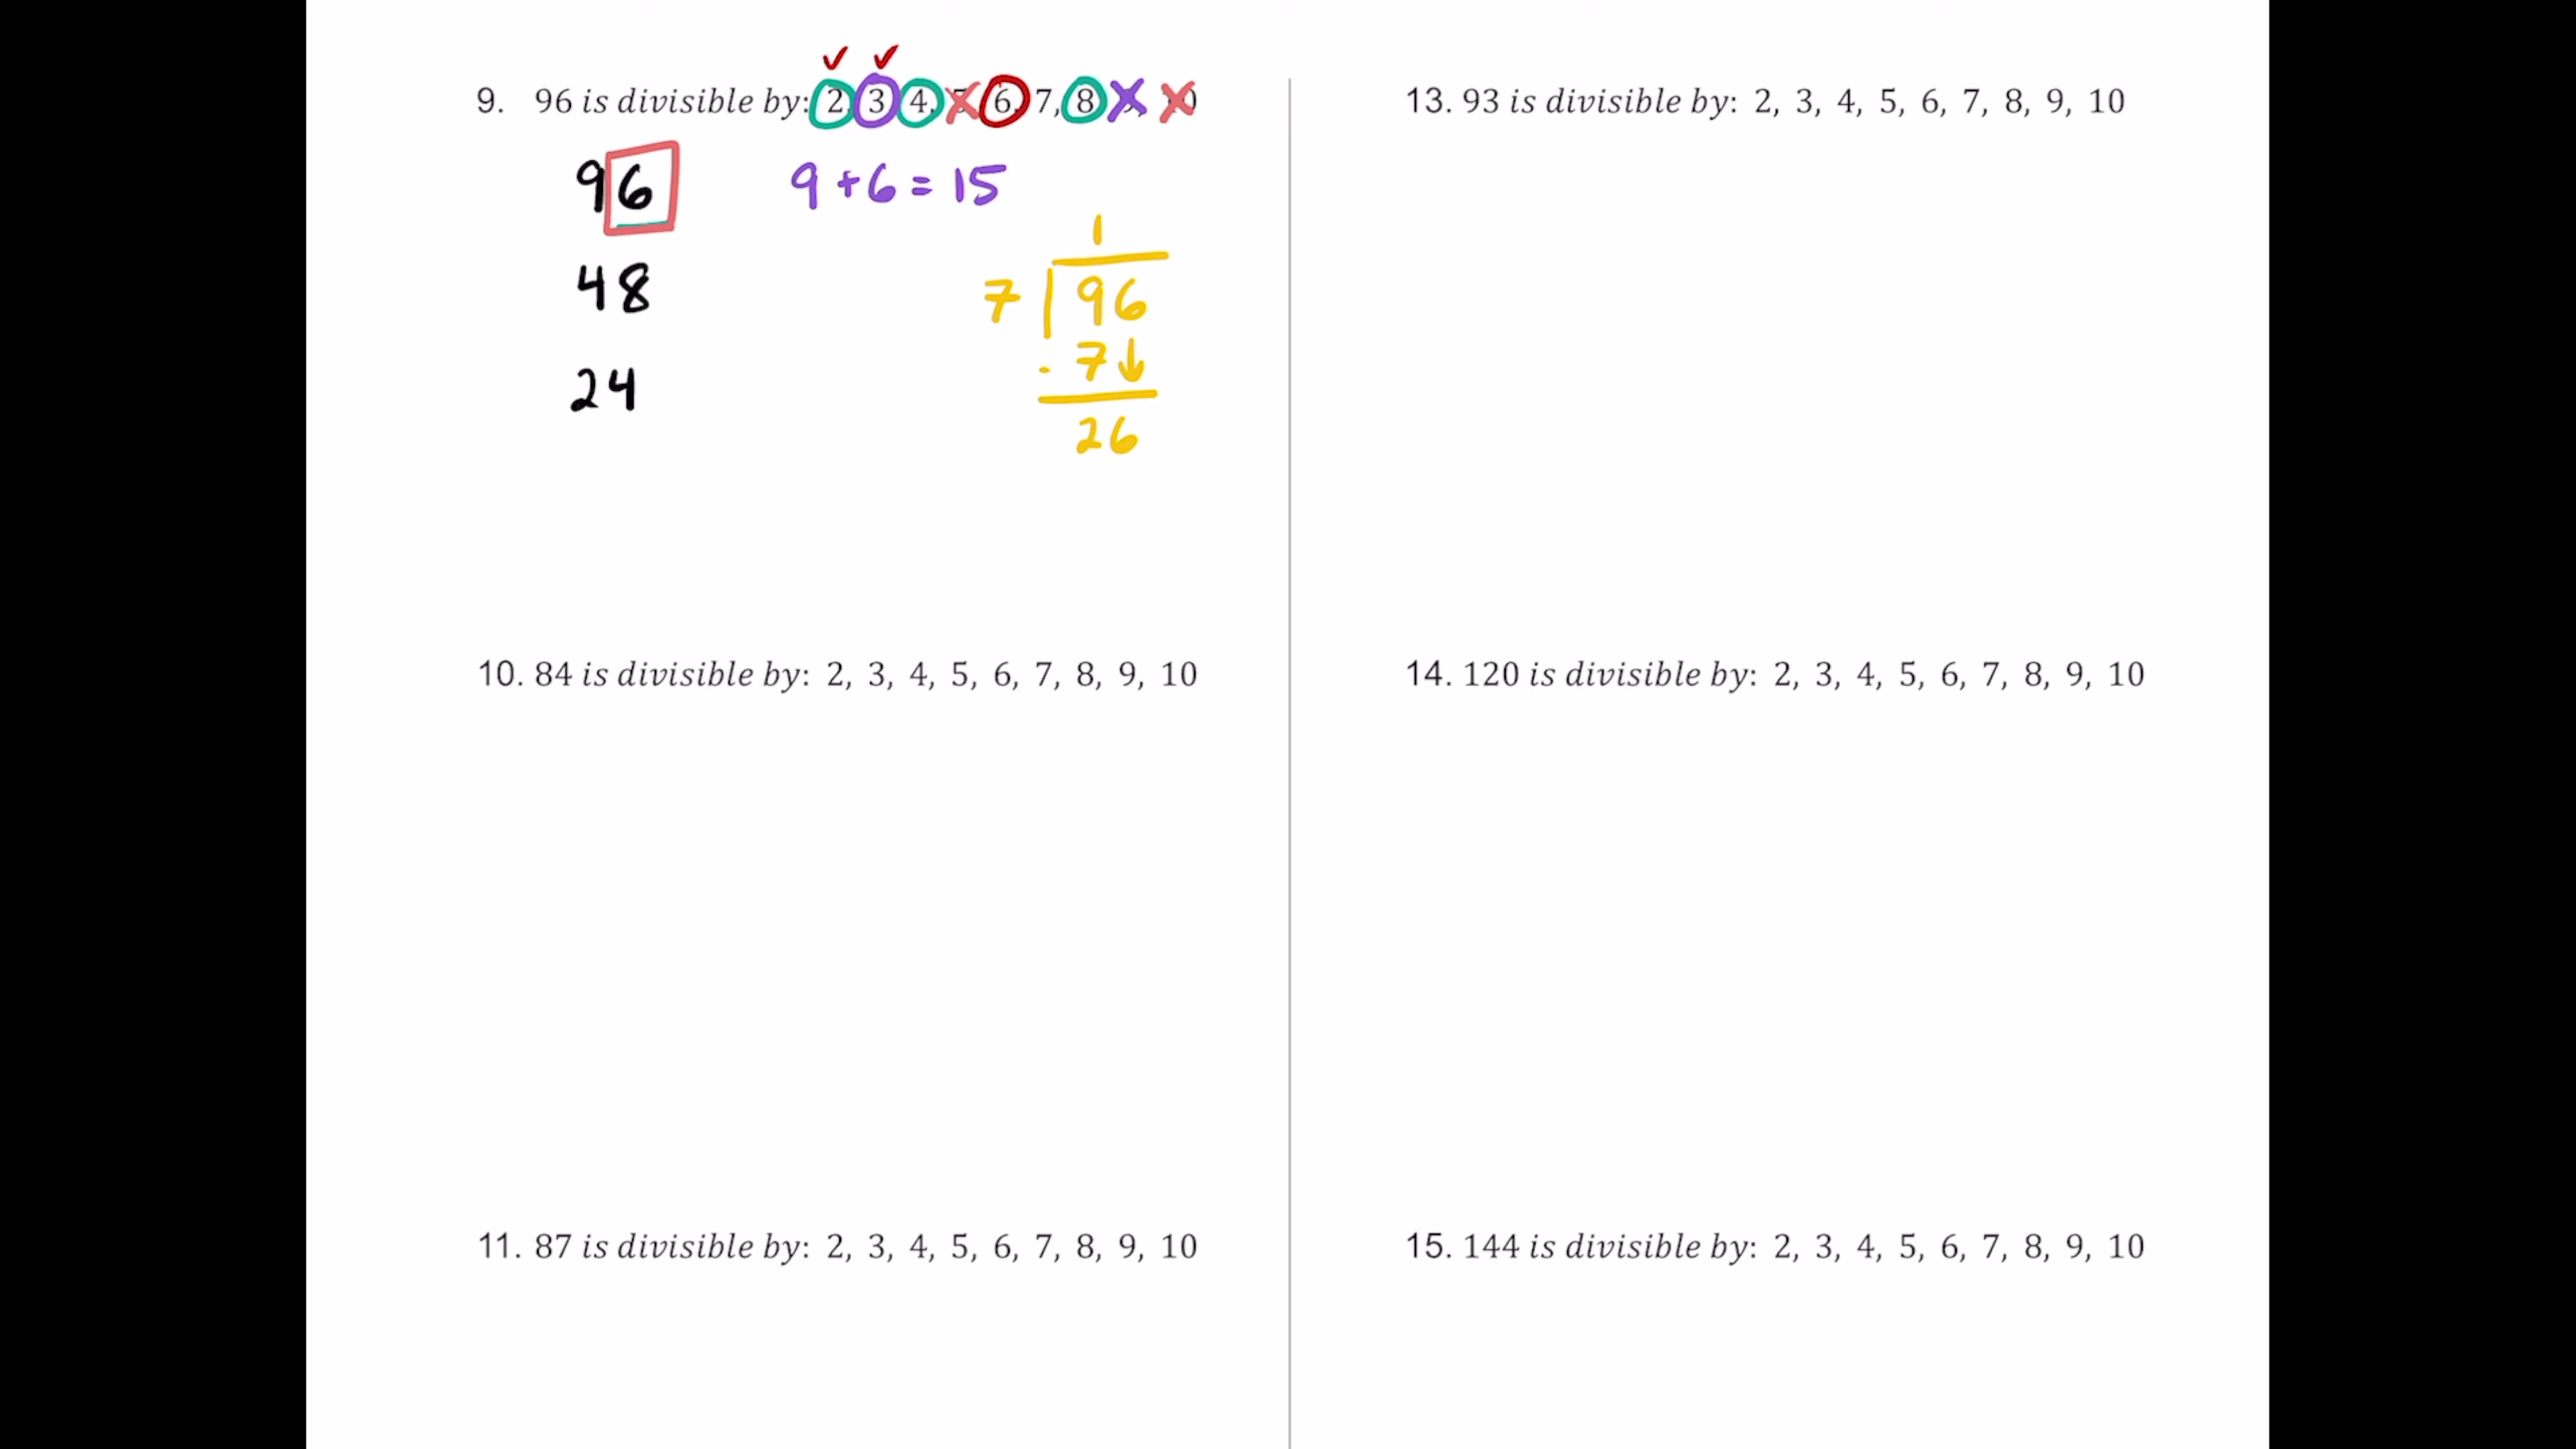 9. 96 is divisible by: 2, 3, 4, 5, 6, 7, 8, 9, 10
96
9 + 6 = 15
48
24
1
7 96
- 7
26
10. 84 is divisible by: 2, 3, 4, 5, 6, 7, 8, 9, 10
11. 87 is divisible by: 2, 3, 4, 5, 6, 7, 8, 9, 10
13. 93 is divisible by: 2, 3, 4, 5, 6, 7, 8, 9, 10
14. 120 is divisible by: 2, 3, 4, 5, 6, 7, 8, 9, 10
15. 144 is divisible by: 2, 3, 4, 5, 6, 7, 8, 9, 10